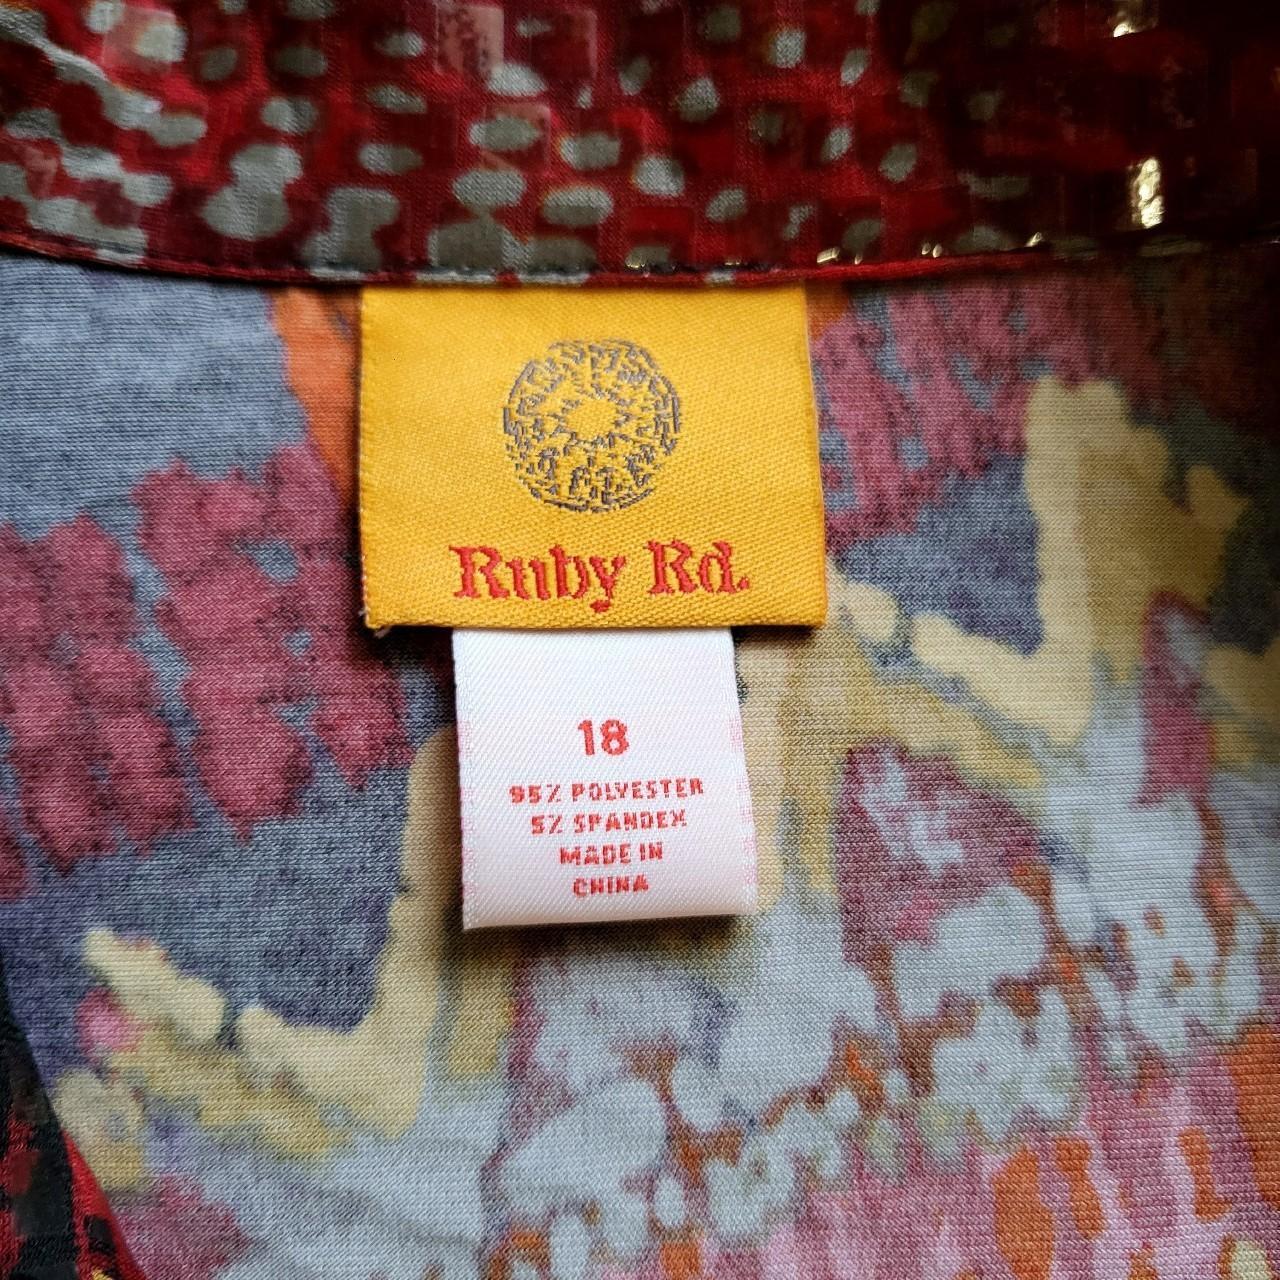 Ruby Rd.
18
95% POLYESTER
5% SPANDEX
MADE IN
CHINA